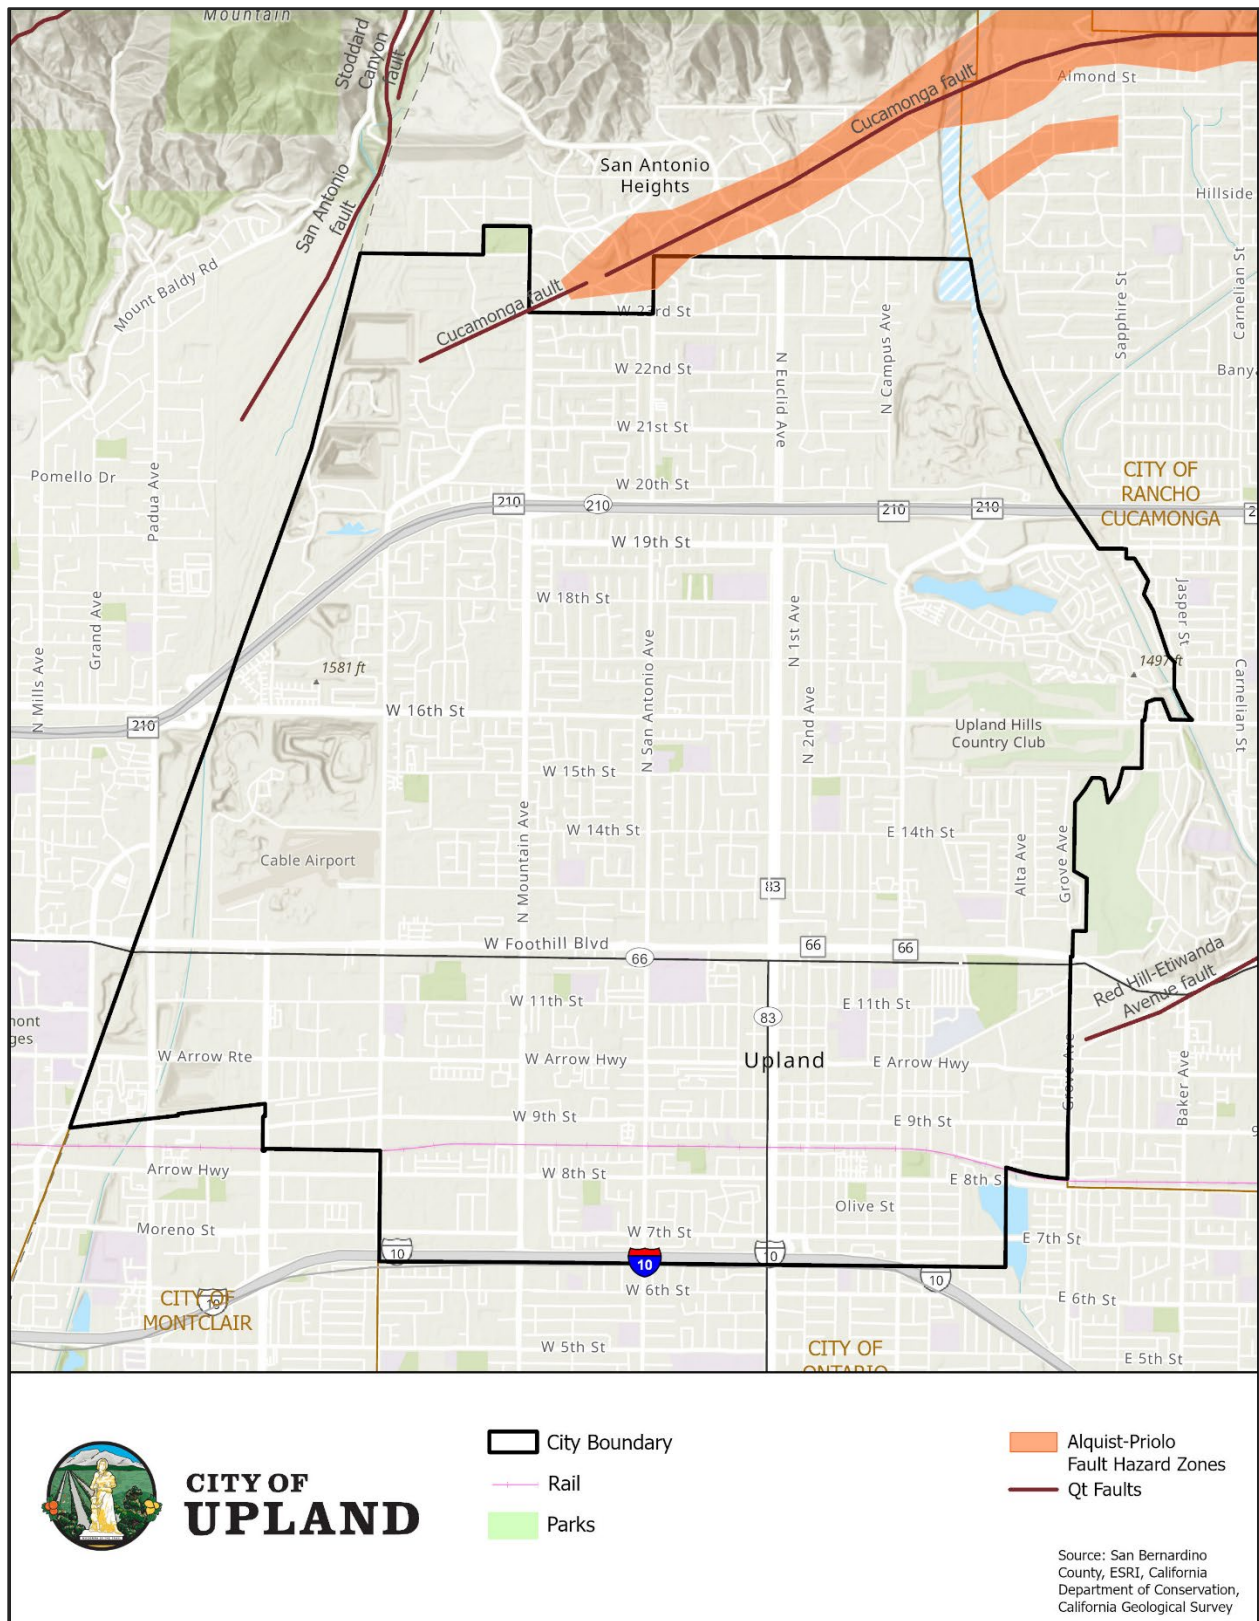 Mountain
Stoddard
Canyon
fault
Cucamonga fault
Almond St
San Antonio
Heights
San Antonio
fault
Hillside
Mount Baldy Rd
Cucamonga fault
W 23rd St
Sapphire St
Carnelian St
W 22nd St
N Euclid Ave
N Campus Ave
W 21st St
Pomello Dr
Padua Ave
W 20th St
CITY OF
RANCHO
CUCAMONGA
210
210
210
210
W 19th St
W 18th St
Grand Ave
N San Antonio Ave
N 1st Ave
Jasper St
1581 ft
1497 ft
N Mills Ave
W 16th St
210
N 2nd Ave
Upland Hills
Country Club
Carnelian St
W 15th St
N Mountain Ave
W 14th St
E 14th St
Cable Airport
Alta Ave
Grove Ave
83
W Foothill Blvd
66
66
66
Red Hill-Etiwanda
Avenue fault
W 11th St
E 11th St
83
W Arrow Rte
W Arrow Hwy
Upland
E Arrow Hwy
Grove Ave
Baker Ave
W 9th St
E 9th St
Arrow Hwy
W 8th St
E 8th S
Olive St
Moreno St
W 7th St
E 7th St
10
10
10
10
W 6th St
E 6th St
CITY OF
MONTCLAIR
10
W 5th St
CITY OF
E 5th St
CITY OF
UPLAND
City Boundary
Rail
Parks
Alquist-Priolo
Fault Hazard Zones
Qt Faults
Source: San Bernardino
County, ESRI, California
Department of Conservation,
California Geological Survey